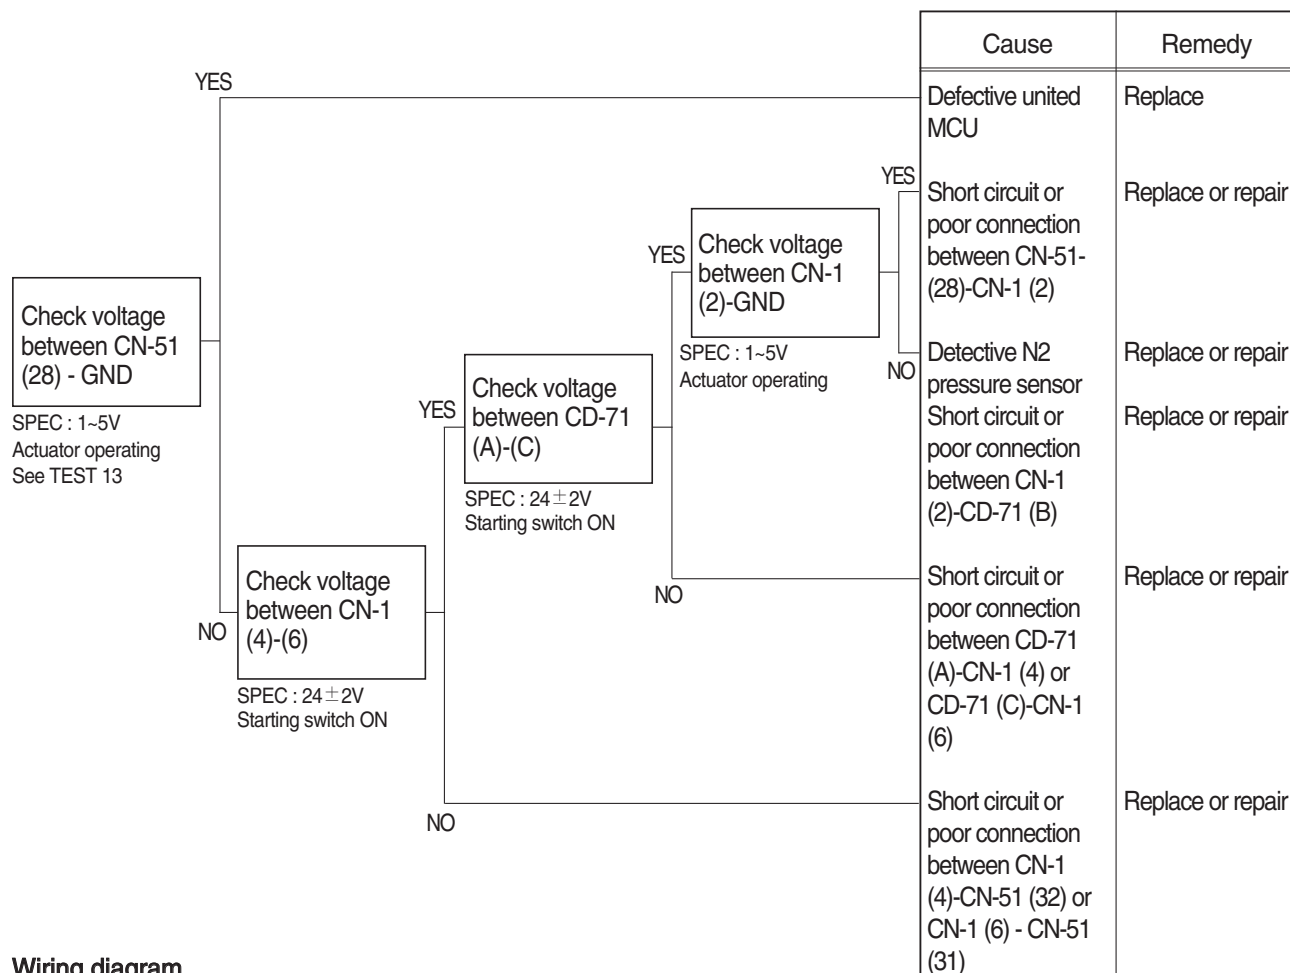 Cause
Remedy
YES
Defective united
MCU
Replace
YES
Short circuit or
poor connection
between CN-51-
(28)-CN-1 (2)
Replace or repair
YES
Check voltage
between CN-1
(2)-GND
SPEC : 1~5V
Actuator operating
NO
Detective N2
pressure sensor
Replace or repair
Short circuit or
poor connection
between CN-1
(2)-CD-71 (B)
Replace or repair
Check voltage
between CN-51
(28) - GND
SPEC : 1~5V
Actuator operating
See TEST 13
YES
Check voltage
between CD-71
(A)-(C)
SPEC : 24±2V
Starting switch ON
NO
Short circuit or
poor connection
between CD-71
(A)-CN-1 (4) or
CD-71 (C)-CN-1
(6)
Replace or repair
NO
Check voltage
between CN-1
(4)-(6)
SPEC : 24±2V
Starting switch ON
NO
Short circuit or
poor connection
between CN-1
(4)-CN-51 (32) or
CN-1 (6) - CN-51
(31)
Replace or repair
Wiring diagram